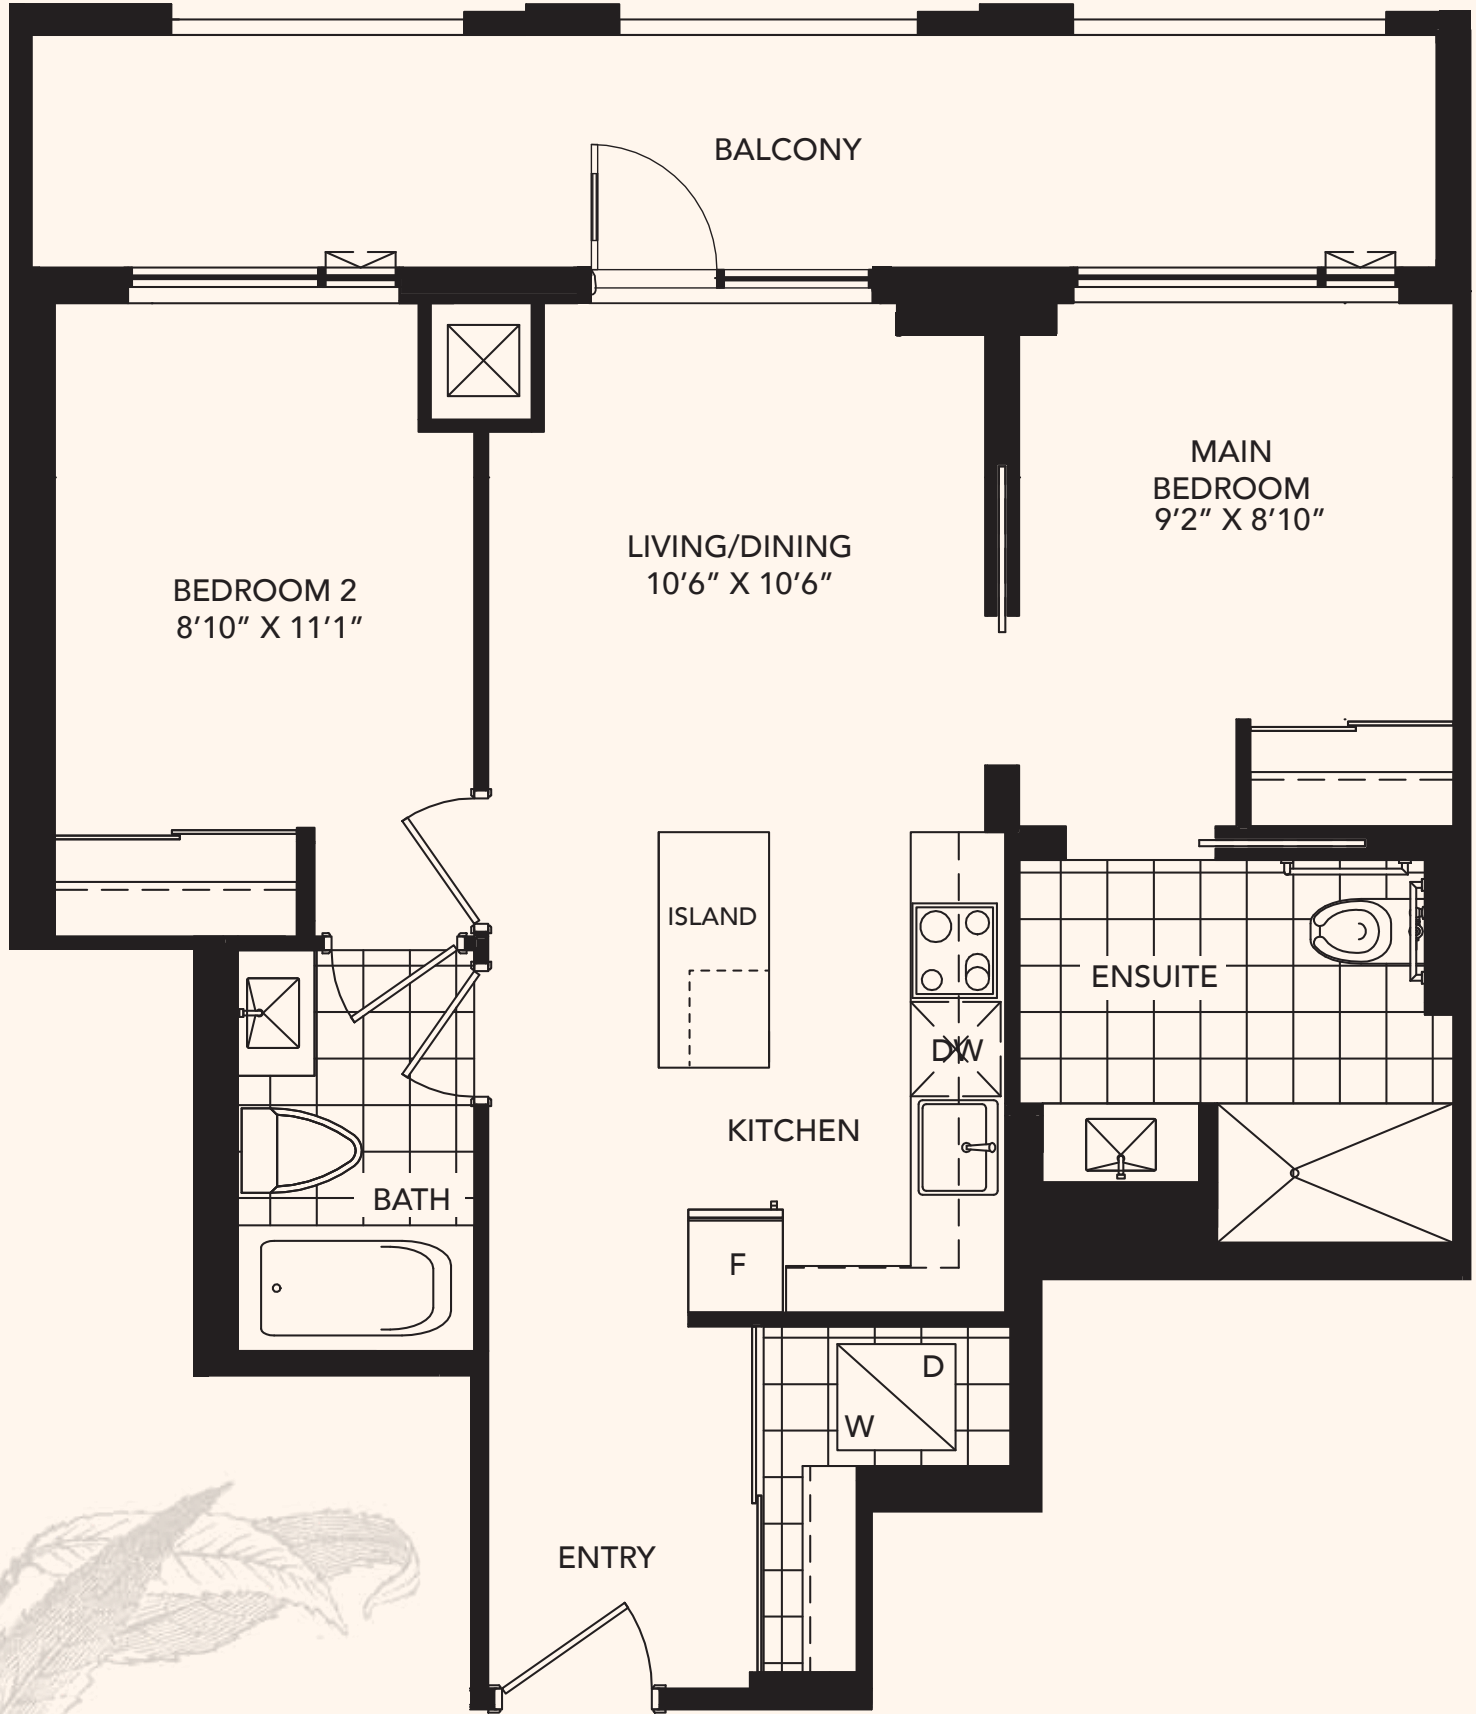 BALCONY
MAIN
BEDROOM
9’2” X 8’10”
LIVING/DINING
10’6” X 10’6”
BEDROOM 2
8’10” X 11’1”
ISLAND
ENSUITE
DW
KITCHEN
BATH
F
D
W
ENTRY